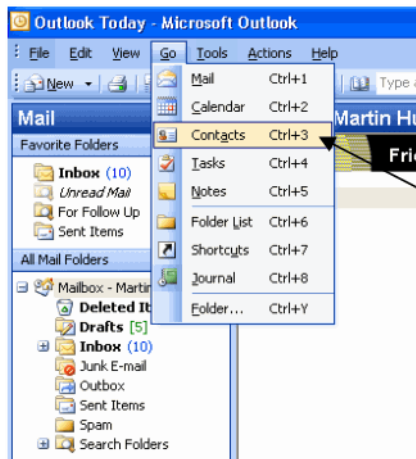 Outlook Today - Microsoft Outlook
File Edit View Go Tools Actions Help
New Type a
Mail Ctrl+1
Calendar Ctrl+2
Contacts Ctrl+3
Tasks Ctrl+4
Notes Ctrl+5
Folder List Ctrl+6
Shortcuts Ctrl+7
Journal Ctrl+8
Folder... Ctrl+Y
Mail
Favorite Folders
Inbox (10)
Unread Mail
For Follow Up
Sent Items
All Mail Folders
Mailbox - Martin
Deleted It
Drafts [5]
Inbox (10)
Junk E-mail
Outbox
Sent Items
Spam
Search Folders
Martin Hu
Fri